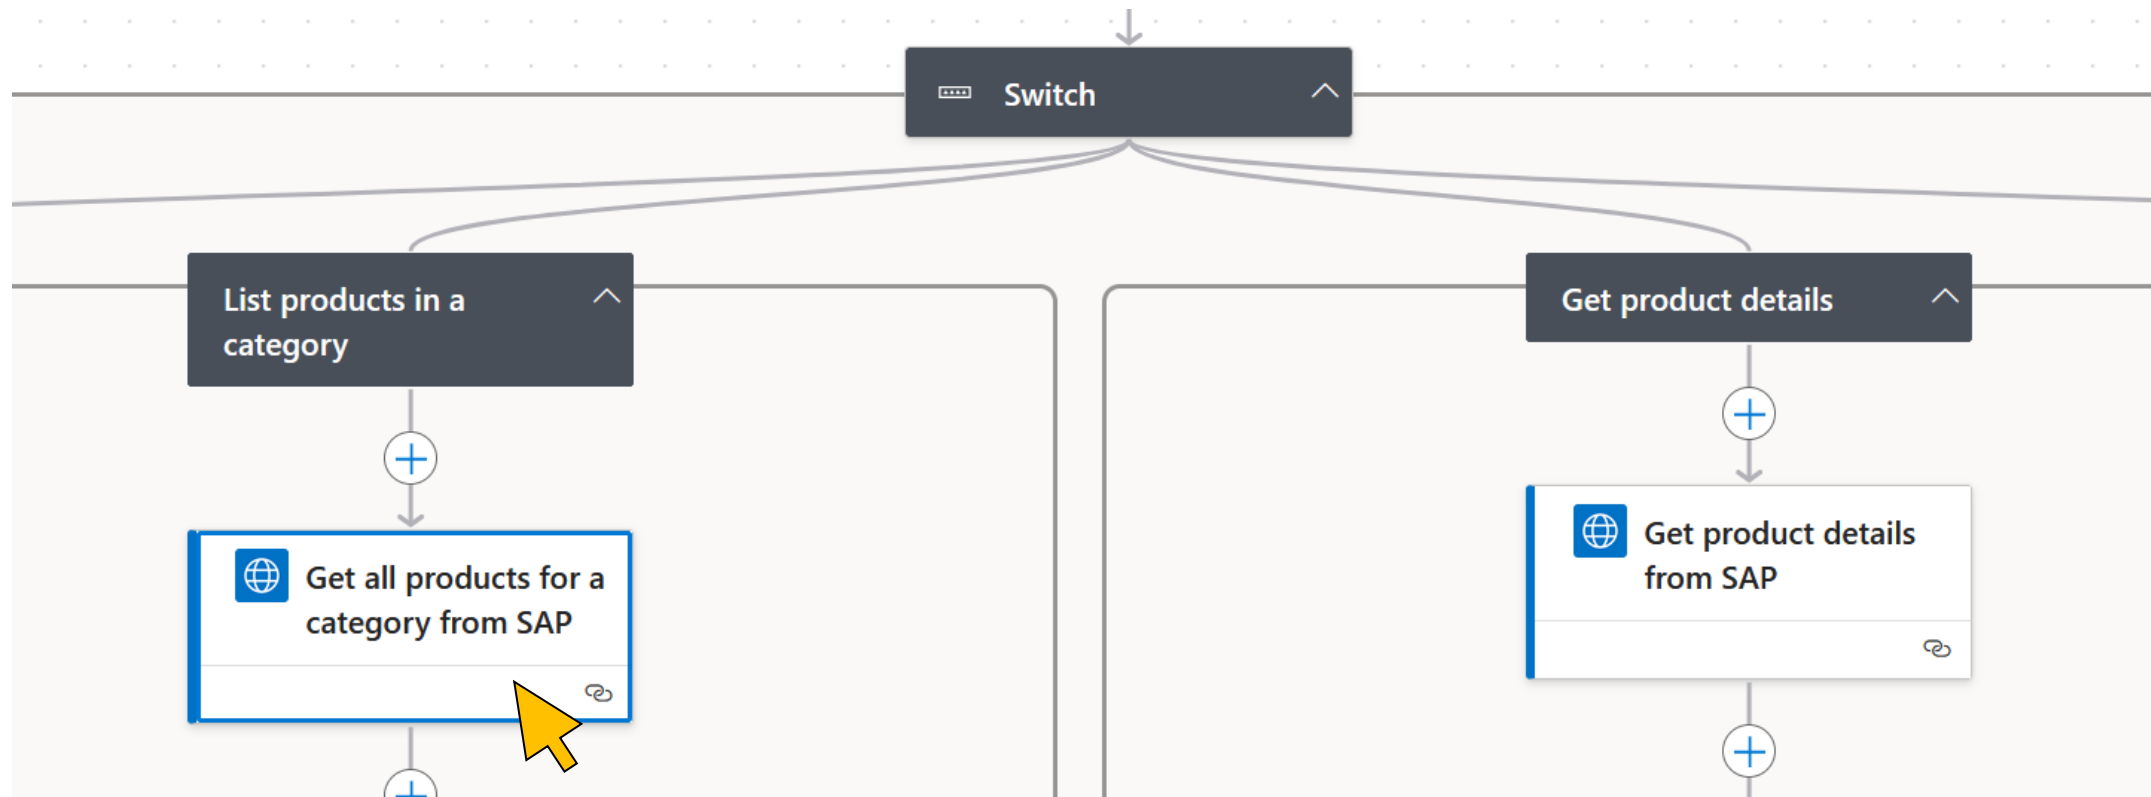 Switch
List products in a
category
Get product details
Get all products for a
category from SAP
Get product details
from SAP